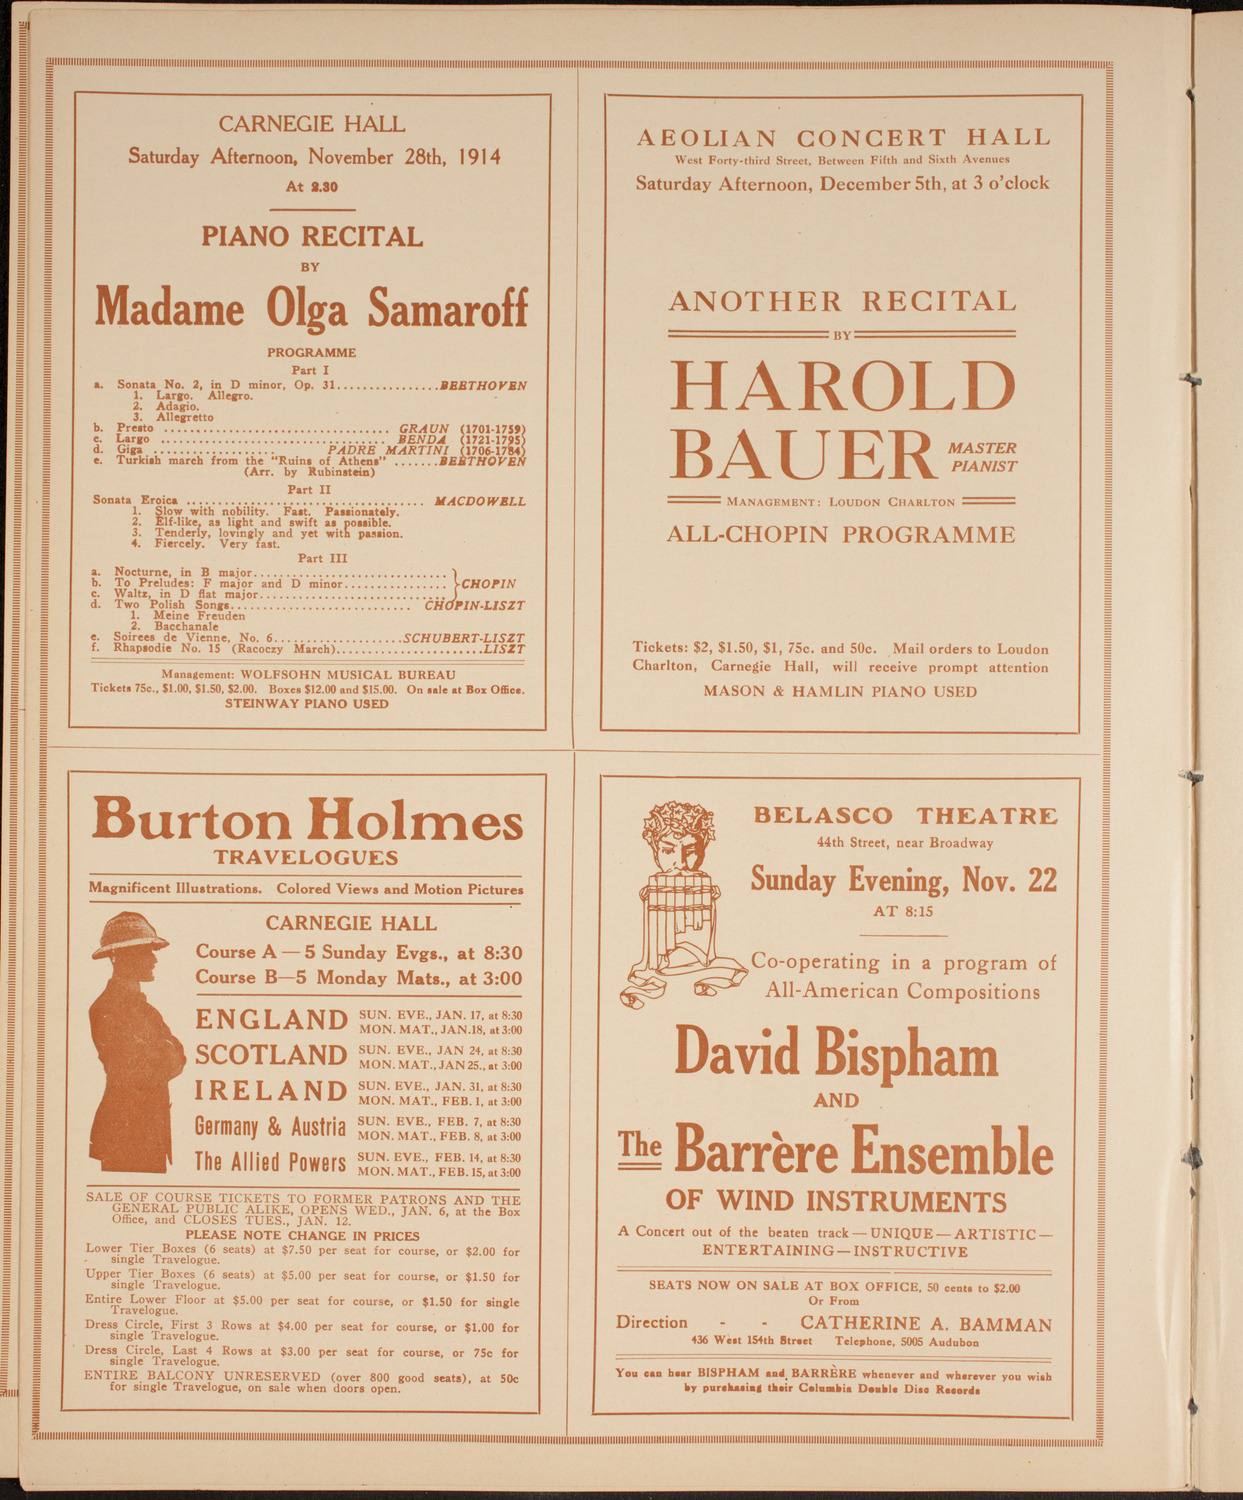 CARNEGIE HALL
Saturday Afternoon, November 28th, 1914
At 2.30
PIANO RECITAL
BY
Madame Olga Samaroff
PROGRAMME
Part I
a. Sonata No. 2, in D minor, Op. 31...............BEETHOVEN
1. Largo. Allegro.
2. Adagio.
3. Allegretto
b. Presto ................................ GRAUN (1701-1759)
c. Largo ................................ BENDA (1721-1795)
d. Giga .................. PADRE MARTINI (1706-1784)
e. Turkish march from the "Ruins of Athens" .......BEETHOVEN
(Arr. by Rubinstein)
Part II
Sonata Eroica .................................. MACDOWELL
1. Slow with nobility. Fast. Passionately.
2. Elf-like, as light and swift as possible.
3. Tenderly, lovingly and yet with passion.
4. Fiercely. Very fast.
Part III
a. Nocturne, in B major............................
b. To Preludes: F major and D minor...............
c. Waltz, in D flat major...........................
CHOPIN
d. Two Polish Songs.......................... CHOPIN-LISZT
1. Meine Freuden
2. Bacchanale
e. Soirees de Vienne, No. 6...................SCHUBERT-LISZT
f. Rhapsodie No. 15 (Racoczy March)......................LISZT
Management: WOLFSOHN MUSICAL BUREAU
Tickets 75c., $1.00, $1.50, $2.00. Boxes $12.00 and $15.00. On sale at Box Office.
STEINWAY PIANO USED
AEOLIAN CONCERT HALL
West Forty-third Street, Between Fifth and Sixth Avenues
Saturday Afternoon, December 5th, at 3 o'clock
ANOTHER RECITAL
BY
HAROLD
BAUER MASTER
PIANIST
MANAGEMENT: LOUDON CHARLTON
ALL-CHOPIN PROGRAMME
Tickets: $2, $1.50, $1, 75c. and 50c. Mail orders to Loudon
Charlton, Carnegie Hall, will receive prompt attention
MASON & HAMLIN PIANO USED
Burton Holmes
TRAVELOGUES
Magnificent Illustrations. Colored Views and Motion Pictures
CARNEGIE HALL
Course A—5 Sunday Evgs., at 8:30
Course B—5 Monday Mats., at 3:00
ENGLAND SUN. EVE., JAN. 17, at 8:30
MON. MAT., JAN.18, at 3:00
SCOTLAND SUN. EVE., JAN 24, at 8:30
MON. MAT., JAN 25., at 3:00
IRELAND SUN. EVE., JAN. 31, at 8:30
MON. MAT., FEB. 1, at 3:00
Germany & Austria SUN. EVE., FEB. 7, at 8:30
MON. MAT., FEB. 8, at 3:00
The Allied Powers SUN. EVE., FEB. 14, at 8:30
MON. MAT., FEB. 15, at 3:00
SALE OF COURSE TICKETS TO FORMER PATRONS AND THE
GENERAL PUBLIC ALIKE, OPENS WED., JAN. 6, at the Box
Office, and CLOSES TUES., JAN. 12.
PLEASE NOTE CHANGE IN PRICES
Lower Tier Boxes (6 seats) at $7.50 per seat for course, or $2.00 for
single Travelogue.
Upper Tier Boxes (6 seats) at $5.00 per seat for course, or $1.50 for
single Travelogue.
Entire Lower Floor at $5.00 per seat for course, or $1.50 for single
Travelogue.
Dress Circle, First 3 Rows at $4.00 per seat for course, or $1.00 for
single Travelogue.
Dress Circle, Last 4 Rows at $3.00 per seat for course, or 75c for
single Travelogue.
ENTIRE BALCONY UNRESERVED (over 800 good seats), at 50c
for single Travelogue, on sale when doors open.
BELASCO THEATRE
44th Street, near Broadway
Sunday Evening, Nov. 22
AT 8:15
Co-operating in a program of
All-American Compositions
David Bispham
AND
The Barrère Ensemble
OF WIND INSTRUMENTS
A Concert out of the beaten track—UNIQUE—ARTISTIC—
ENTERTAINING—INSTRUCTIVE
SEATS NOW ON SALE AT BOX OFFICE, 50 cents to $2.00
Or From
Direction - - CATHERINE A. BAMMAN
436 West 154th Street Telephone, 5005 Audubon
You can hear BISPHAM and BARRÈRE whenever and wherever you wish
by purchasing their Columbia Double Disc Records